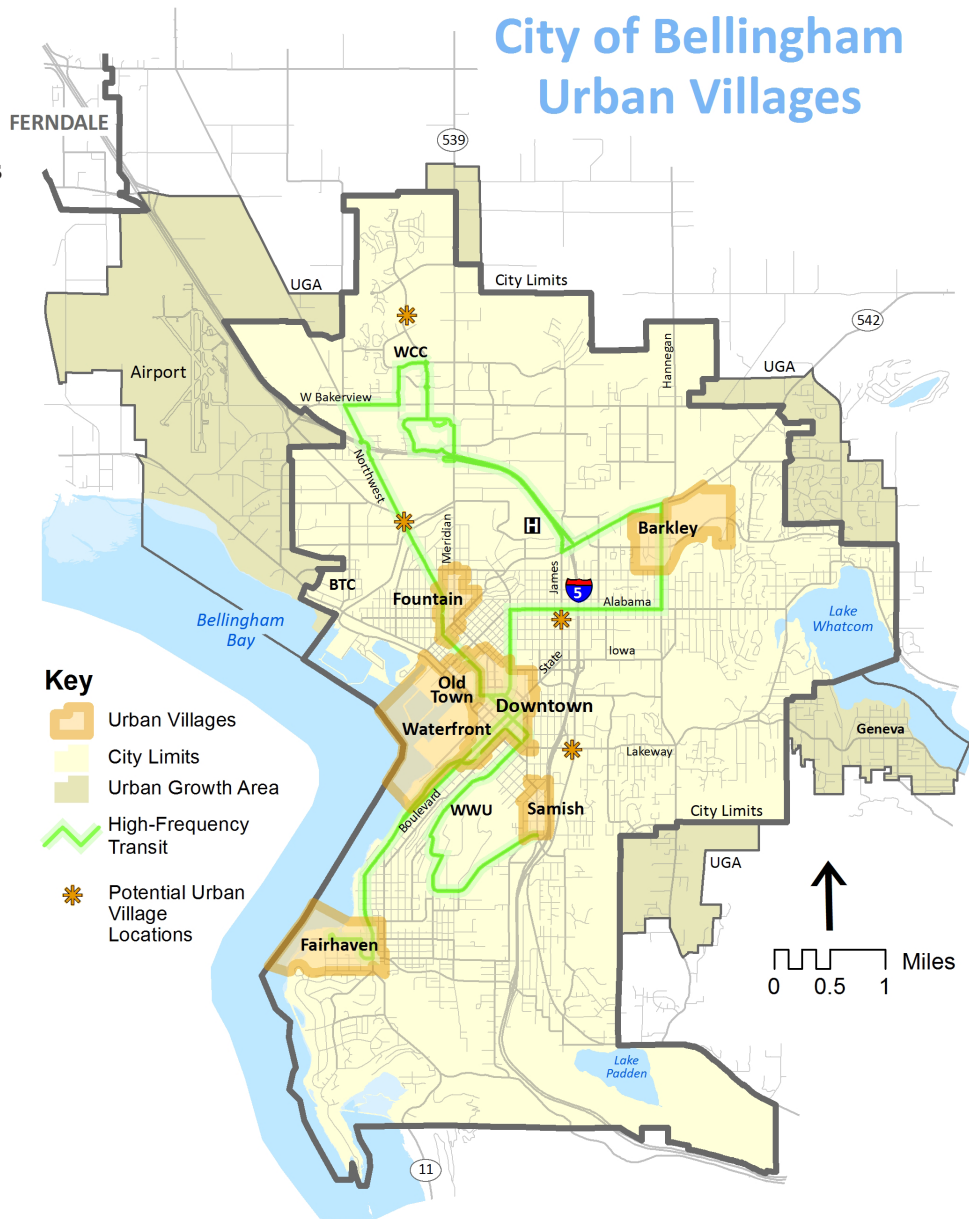 City of Bellingham
Urban Villages
FERNDALE
539
UGA
City Limits
542
WCC
Hannegan
UGA
Airport
W Bakerview
Northwest
Meridian
H
Barkley
James
BTC
5
Fountain
Alabama
Lake
Whatcom
Bellingham
Bay
Iowa
State
Old
Town
Downtown
Waterfront
Geneva
Lakeway
Key
Urban Villages
City Limits
Urban Growth Area
High-Frequency
Transit
Potential Urban
Village
Locations
Boulevard
WWU
Samish
City Limits
UGA
Fairhaven
Miles
0 0.5 1
Lake
Padden
11